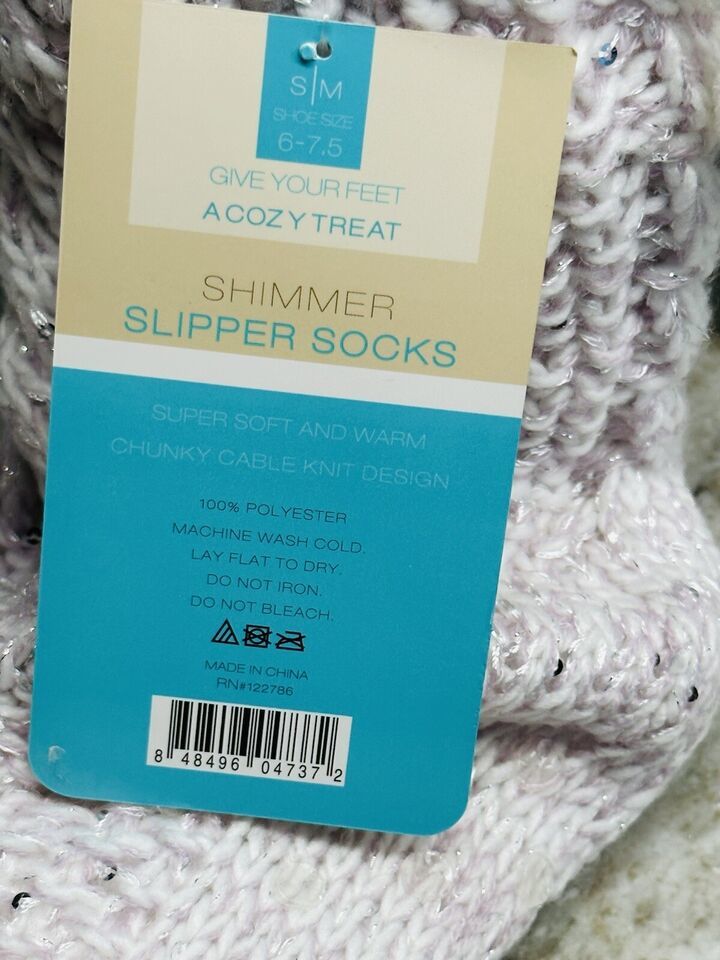 S|M
SHOE SIZE
6-7.5
GIVE YOUR FEET
A COZY TREAT
SHIMMER
SLIPPER SOCKS
SUPER SOFT AND WARM
CHUNKY CABLE KNIT DESIGN
100% POLYESTER
MACHINE WASH COLD.
LAY FLAT TO DRY.
DO NOT IRON.
DO NOT BLEACH.
MADE IN CHINA
RN#122786
8 48496 04737 2